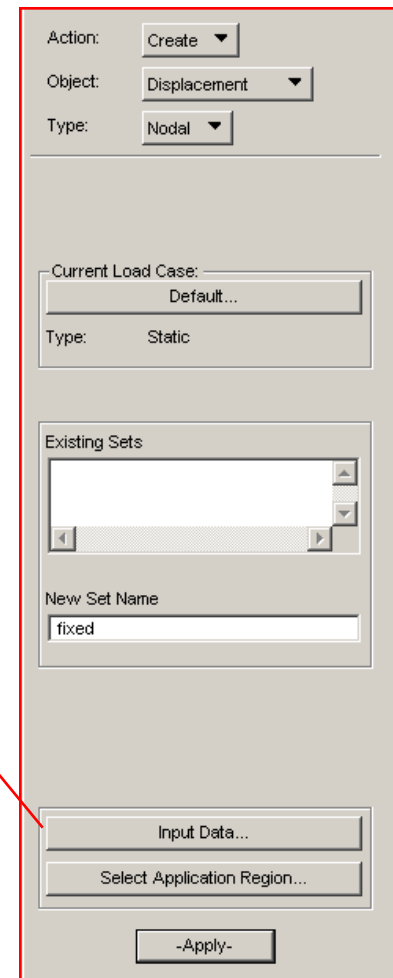 Action: Create
Object: Displacement
Type: Nodal
Current Load Case:
Default...
Type: Static
Existing Sets
New Set Name
fixed
Input Data...
Select Application Region...
-Apply-